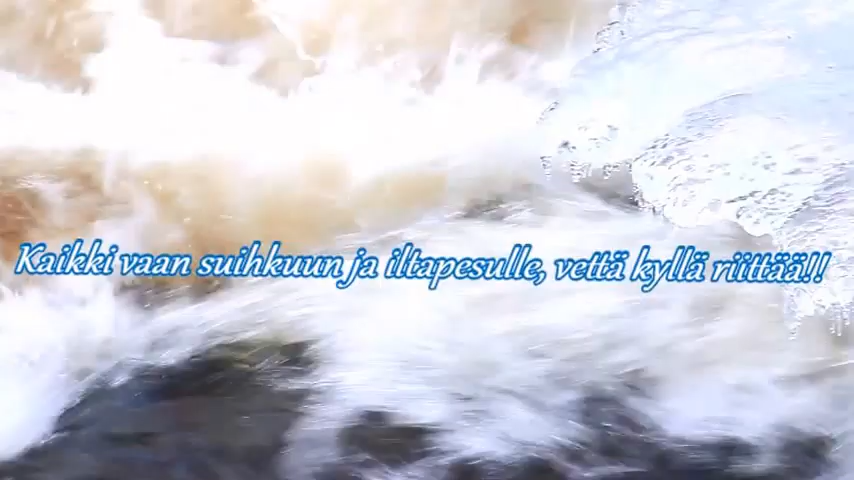 Kaikki vaan suihkuun ja iltapesulle, vettä kyllä riittää!!